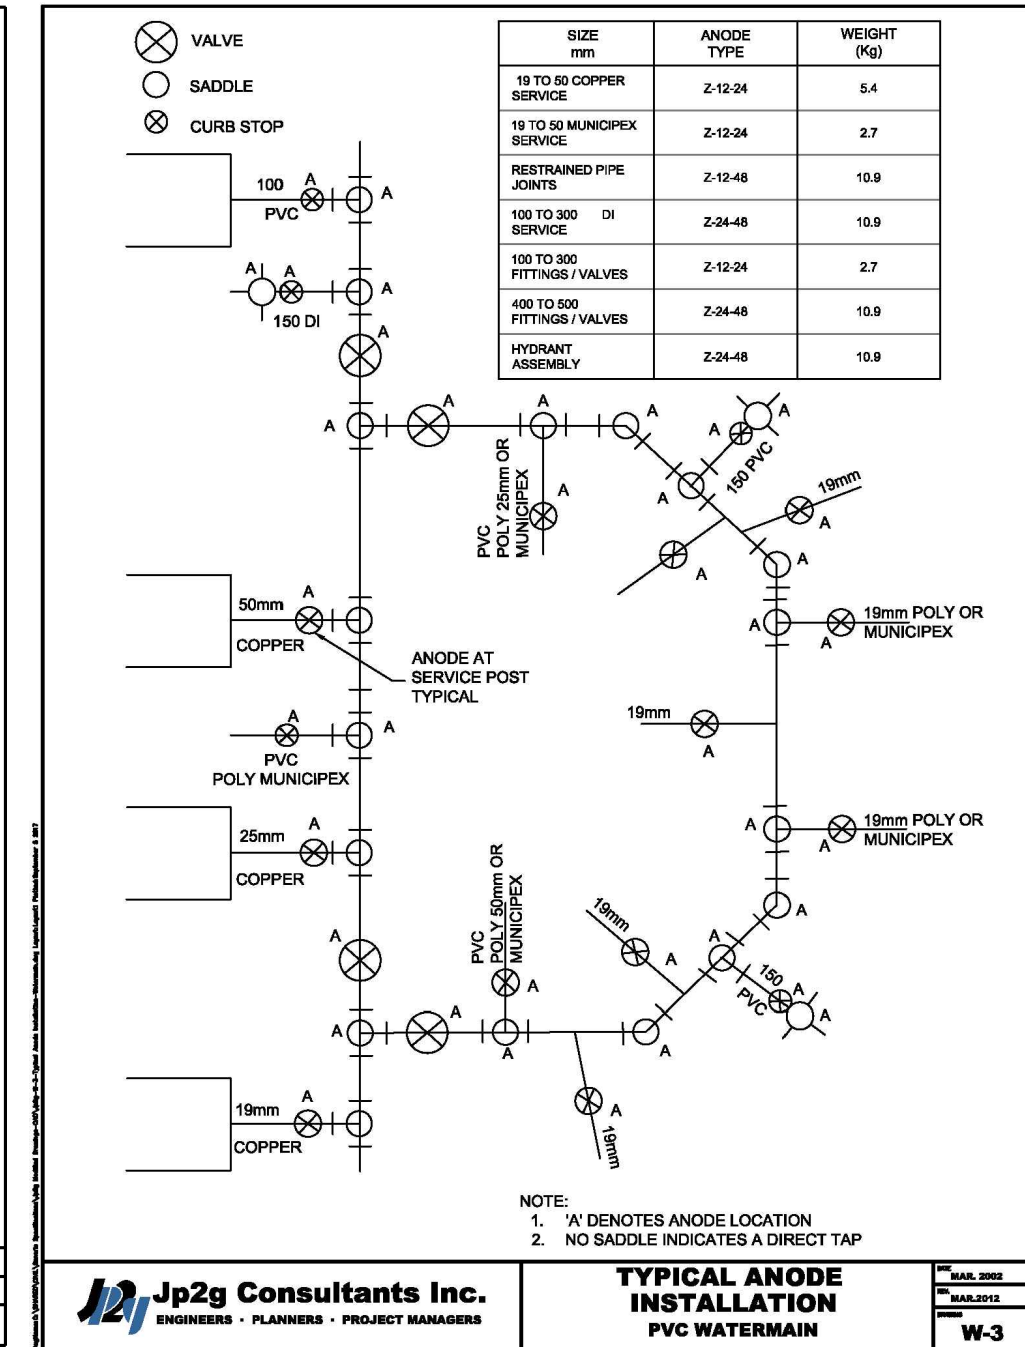 VALVE
SADDLE
CURB STOP
SIZE
mm
ANODE
TYPE
WEIGHT
(Kg)
19 TO 50 COPPER
SERVICE
Z-12-24
5.4
19 TO 50 MUNICIPEX
SERVICE
Z-12-24
2.7
RESTRAINED PIPE
JOINTS
Z-12-48
10.9
100 TO 300 DI
SERVICE
Z-24-48
10.9
100 TO 300
FITTINGS / VALVES
Z-12-24
2.7
400 TO 500
FITTINGS / VALVES
Z-24-48
10.9
HYDRANT
ASSEMBLY
Z-24-48
10.9
100
A
A
PVC
A
A
A
150 DI
A
A
A
A
A
A
A
150 PVC
A
PVC
POLY 25mm OR
MUNICIPEX
A
19mm
A
A
A
50mm
A
COPPER
ANODE AT
SERVICE POST
TYPICAL
A
19mm POLY OR
MUNICIPEX
A
A
A
PVC
POLY MUNICIPEX
19mm
A
25mm
A
COPPER
A
19mm POLY OR
MUNICIPEX
A
PVC
POLY 50mm OR
MUNICIPEX
A
19mm
A
A
A
A
150
PVC
A
A
A
A
A
A
A
19mm
A
COPPER
A
19mm
NOTE:
1. 'A' DENOTES ANODE LOCATION
2. NO SADDLE INDICATES A DIRECT TAP
Jp2g
Jp2g Consultants Inc.
ENGINEERS · PLANNERS · PROJECT MANAGERS
TYPICAL ANODE
INSTALLATION
PVC WATERMAIN
DATE
MAR. 2002
REV.
MAR.2012
DRAWING
W-3